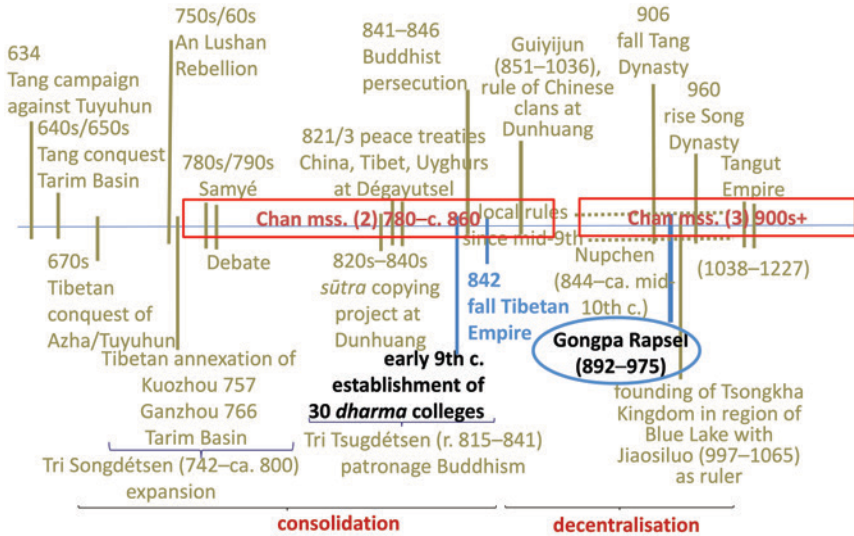 634
Tang campaign
against Tuyuhun
640s/650s
Tang conquest
Tarim Basin
750s/60s
An Lushan
Rebellion
780s/790s
Samyé
841–846
Buddhist
persecution
821/3 peace treaties
China, Tibet, Uyghurs
at Dégayutsel
Guiyijun
(851–1036),
rule of Chinese
clans at
Dunhuang
906
fall Tang
Dynasty
960
rise Song
Dynasty
Tangut
Empire
Chan mss. (2) 780–c. 860
local rules
since mid-9th
Chan mss. (3) 900s+
670s
Tibetan
conquest of
Azha/Tuyuhun
Debate
820s–840s
sūtra copying
project at
Dunhuang
842
fall Tibetan
Empire
Nupchen
(844–ca. mid-
10th c.)
(1038–1227)
Gongpa Rapsel
(892–975)
Tibetan annexation of
Kuozhou 757
Ganzhou 766
Tarim Basin
early 9th c.
establishment of
30 dharma colleges
founding of Tsongkha
Kingdom in region of
Blue Lake with
Jiaosiluo (997–1065)
as ruler
Tri Songdétsen (742–ca. 800)
expansion
Tri Tsugdétsen (r. 815–841)
patronage Buddhism
consolidation
decentralisation